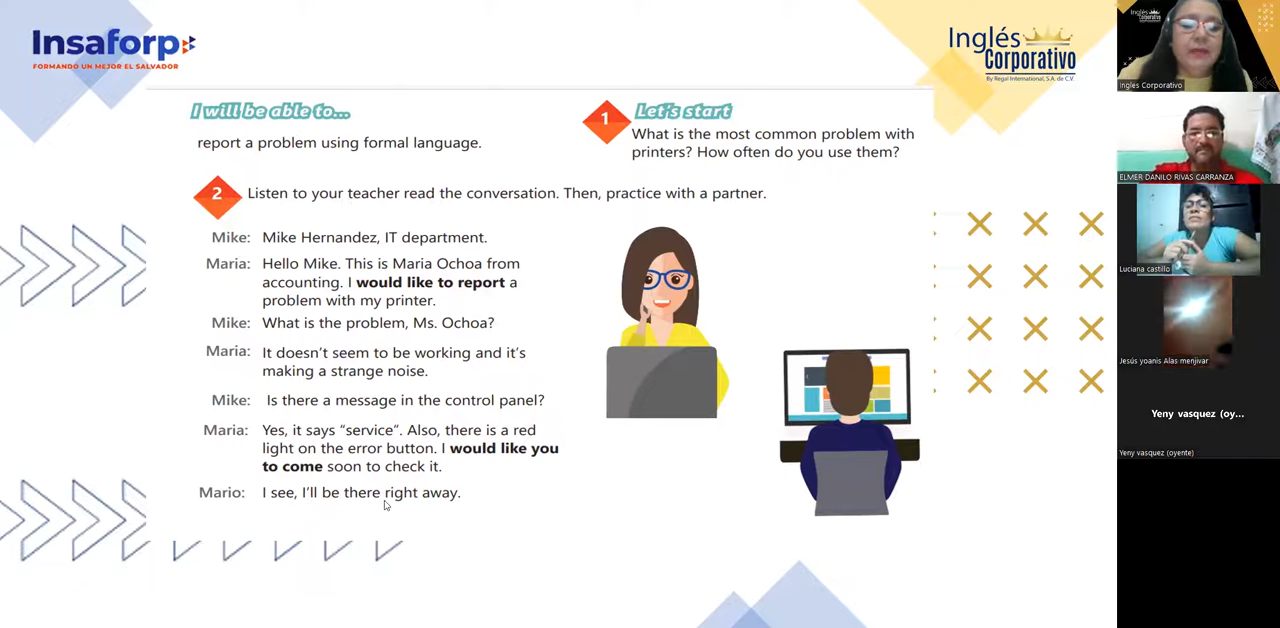 Insaforp
FORMANDO UN MEJOR EL SALVADOR
Inglés
Corporativo
By Regal International, S.A. de C.V.
I will be able to...
report a problem using formal language.
1
Let's start
What is the most common problem with
printers? How often do you use them?
2
Listen to your teacher read the conversation. Then, practice with a partner.
Mike: Mike Hernandez, IT department.
Maria: Hello Mike. This is Maria Ochoa from
accounting. I would like to report a
problem with my printer.
Mike: What is the problem, Ms. Ochoa?
Maria: It doesn't seem to be working and it's
making a strange noise.
Mike: Is there a message in the control panel?
Maria: Yes, it says “service”. Also, there is a red
light on the error button. I would like you
to come soon to check it.
Mario: I see, I'll be there right away.
Inglés
Corporativo
Ingles Corporativo
ELMER DANILO RIVAS CARRANZA
Luciana castillo
Jesús yoanis Alas menjivar
Yeny vasquez (oy...
Yeny vasquez (oyente)